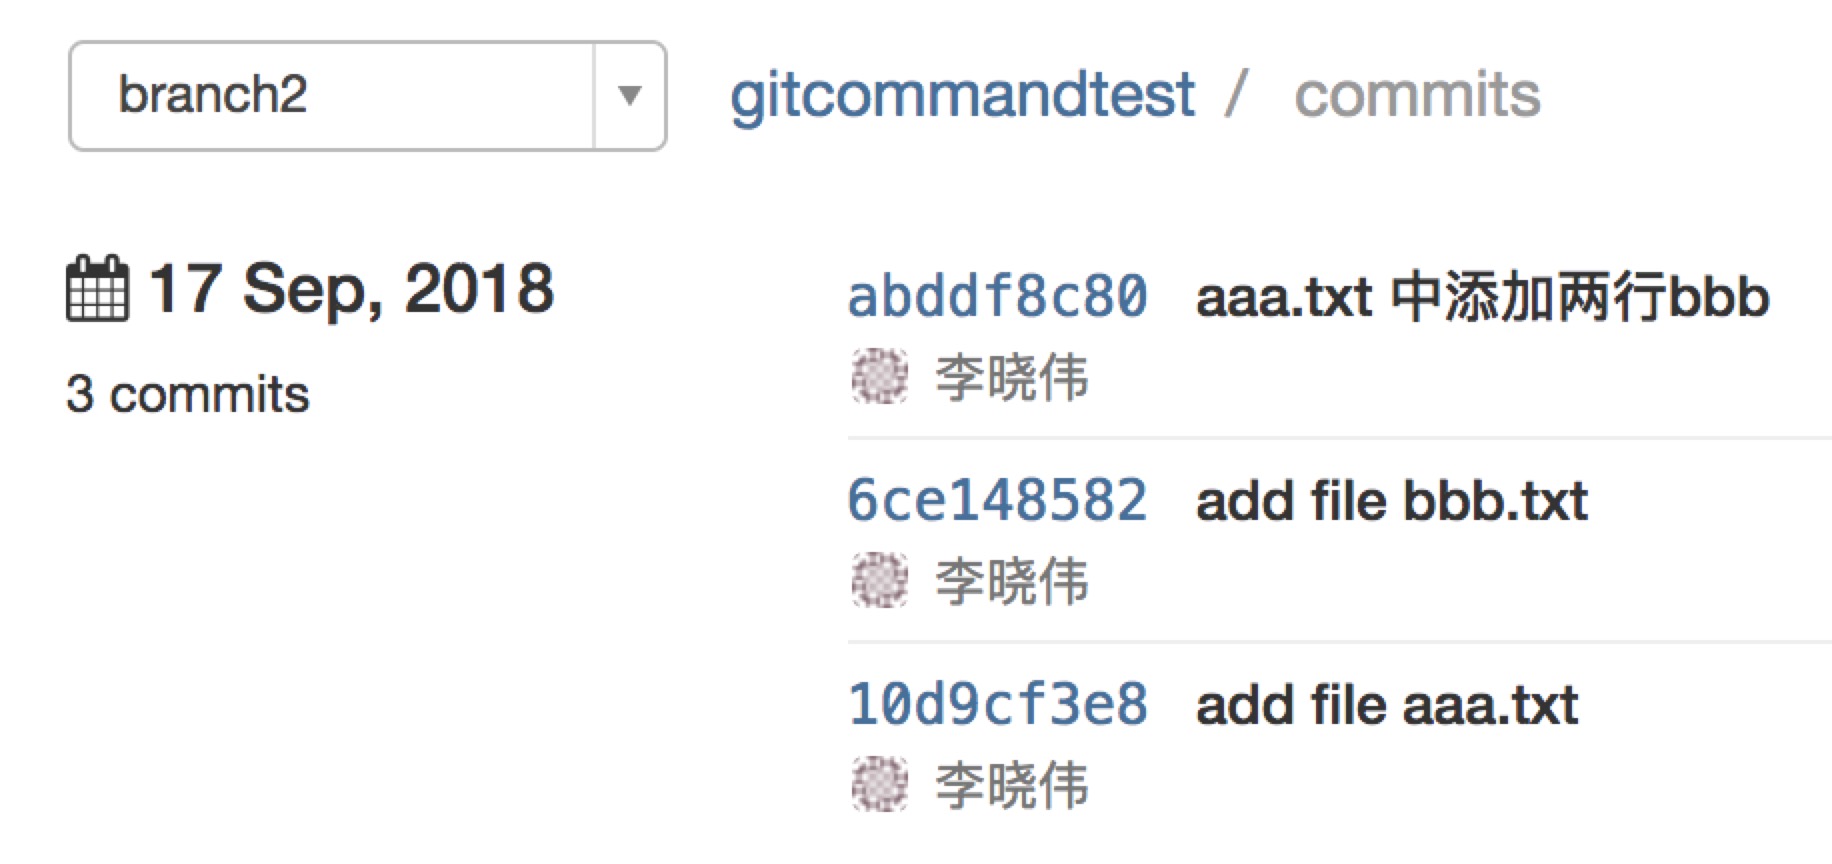 branch2
gitcommandtest / commits
17 Sep, 2018
3 commits
abddf8c80 aaa.txt 中添加两行bbb
李晓伟
6ce148582 add file bbb.txt
李晓伟
10d9cf3e8 add file aaa.txt
李晓伟